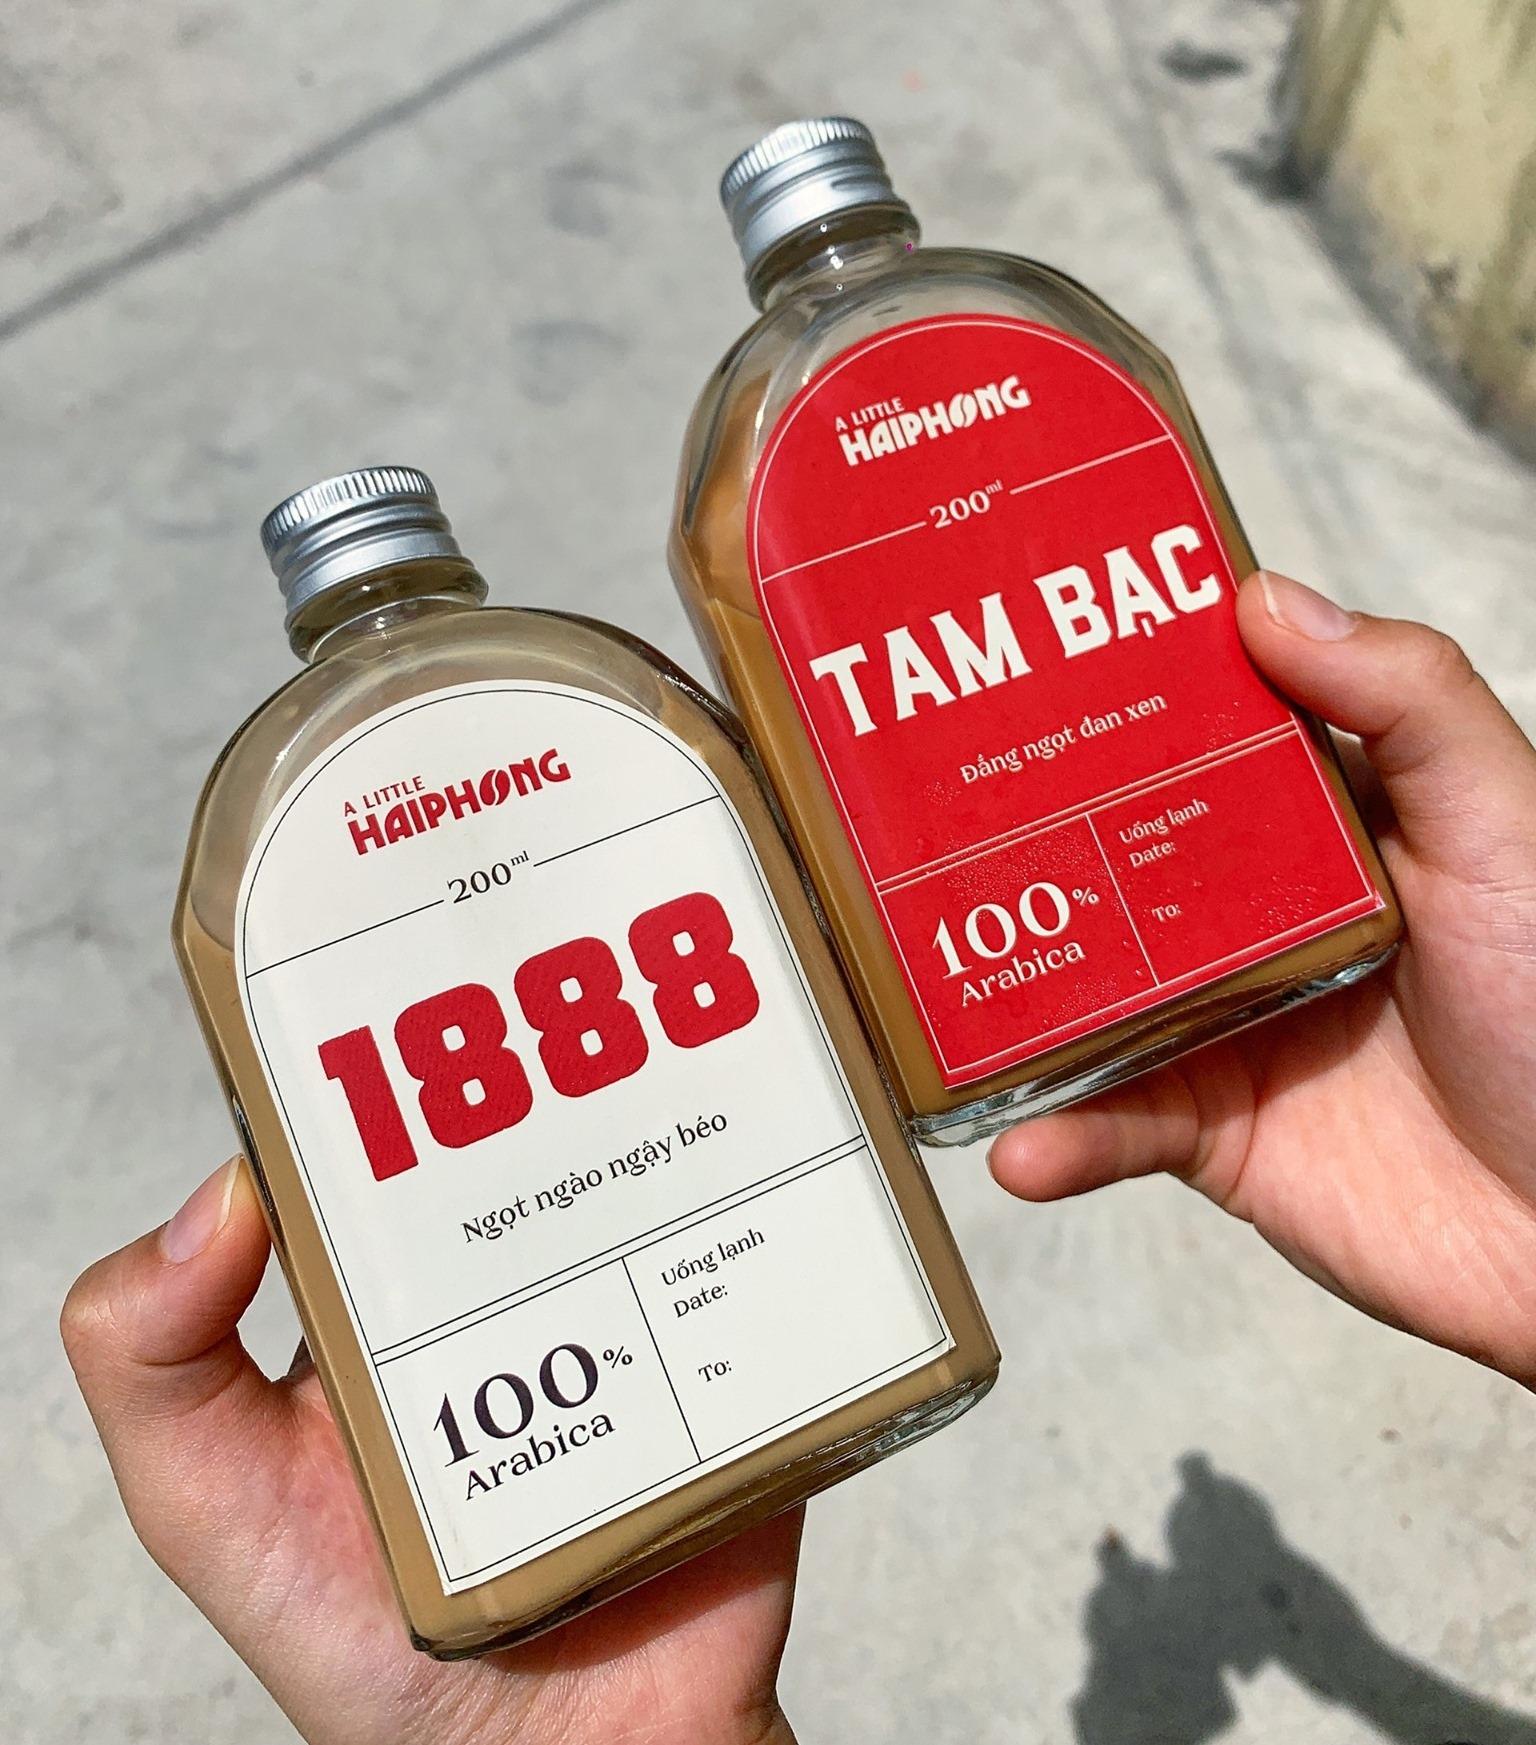 A LITTLE
HAIPHONG
200ml
1888
Ngọt ngào ngậy béo
100%
Arabica
Uống lạnh
Date:
To:
A LITTLE
HAIPHONG
200ml
TAM BẠC
Đắng ngọt đan xen
100%
Arabica
Uống lạnh
Date:
To: